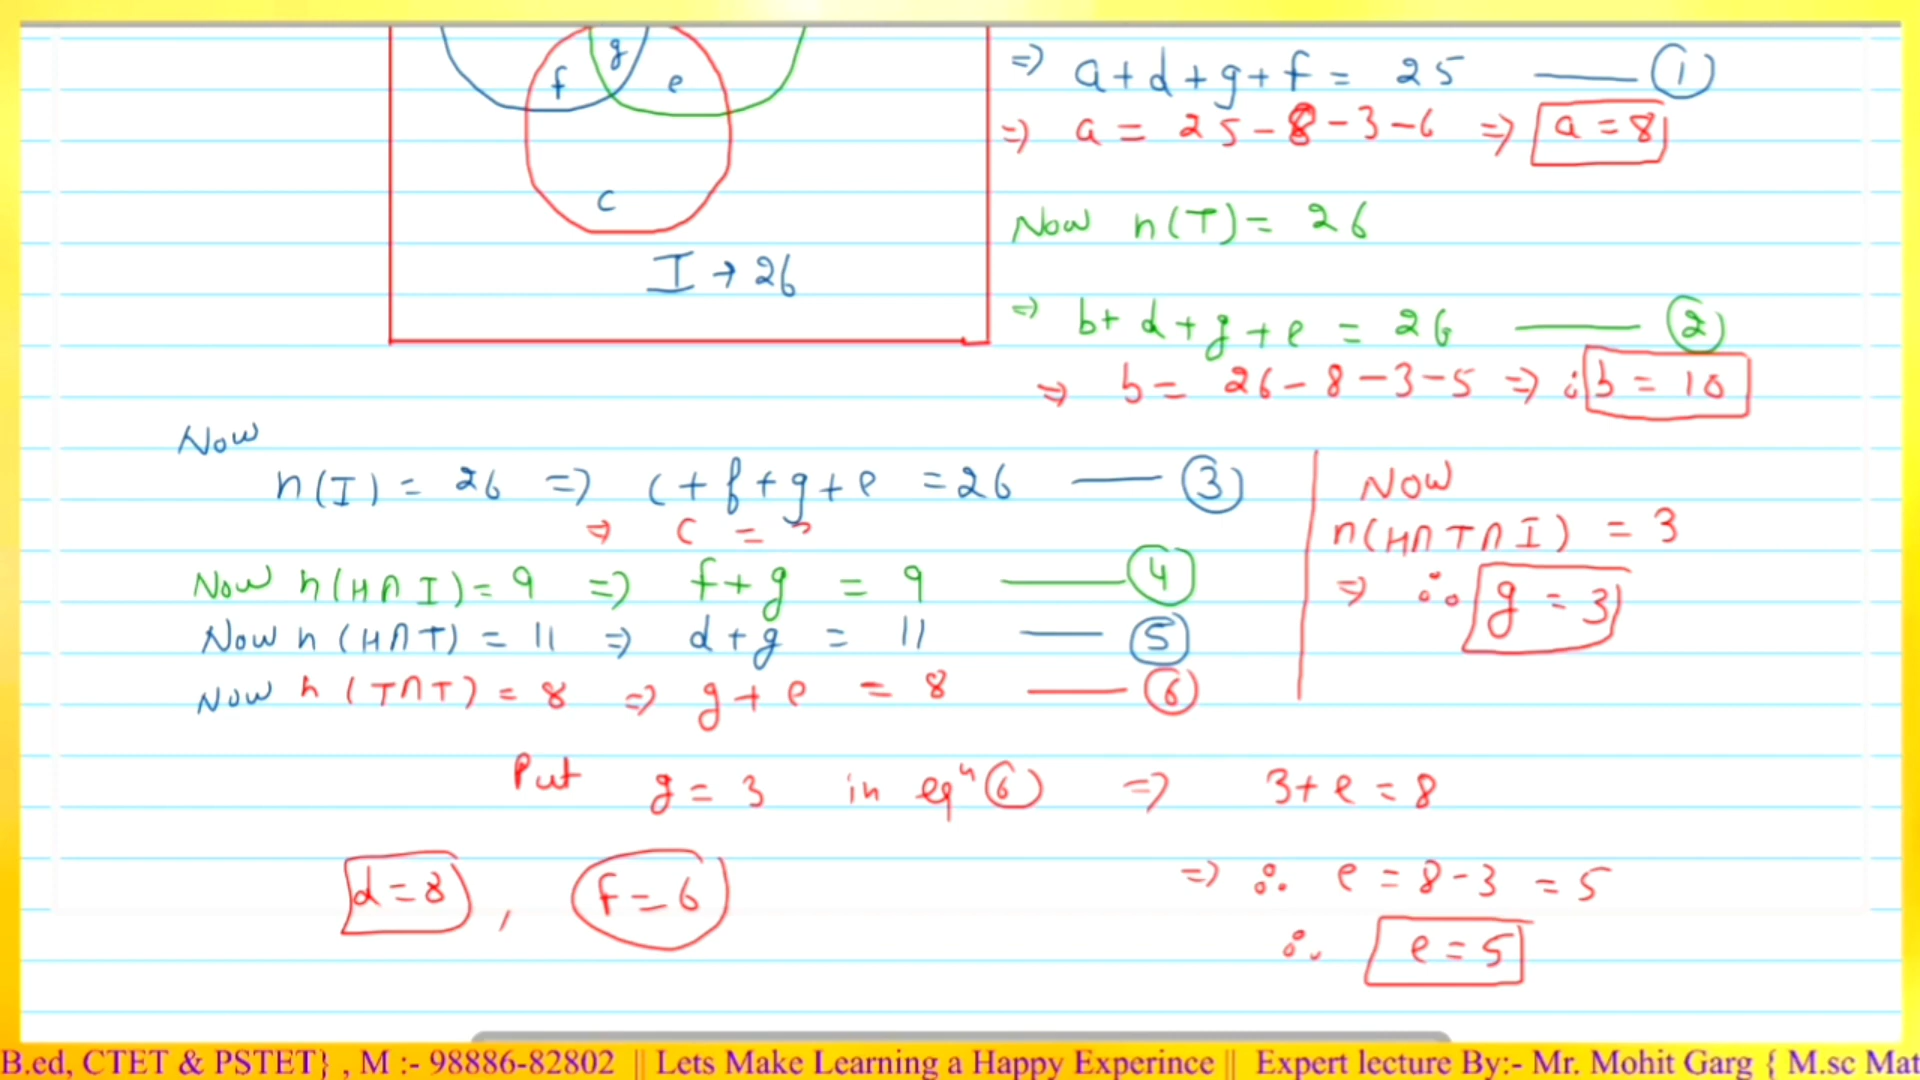 g
f
e
c
I → 26
⇒ a+d+g+f = 25 —— ①
⇒ a = 25-8-3-6 ⇒ a = 8
Now n(T) = 26
⇒ b+d+g+e = 26 —— ②
⇒ b = 26-8-3-5 ⇒ ∴ b = 10
Now
n(I) = 26 ⇒ c+f+g+e = 26 —— ③
⇒ c =
Now n(H∩I) = 9 ⇒ f+g = 9 —— ④
Now n(H∩T) = 11 ⇒ d+g = 11 —— ⑤
Now n(T∩T) = 8 ⇒ g+e = 8 —— ⑥
Now
n(H∩T∩I) = 3
⇒ ∴ g = 3
Put g = 3 in eqⁿ ⑥ ⇒ 3+e = 8
d = 8, f = 6
⇒ ∴ e = 8-3 = 5
∴ e = 5
B.ed, CTET & PSTET} , M :- 98886-82802 || Lets Make Learning a Happy Experince || Expert lecture By:- Mr. Mohit Garg { M.sc Mat